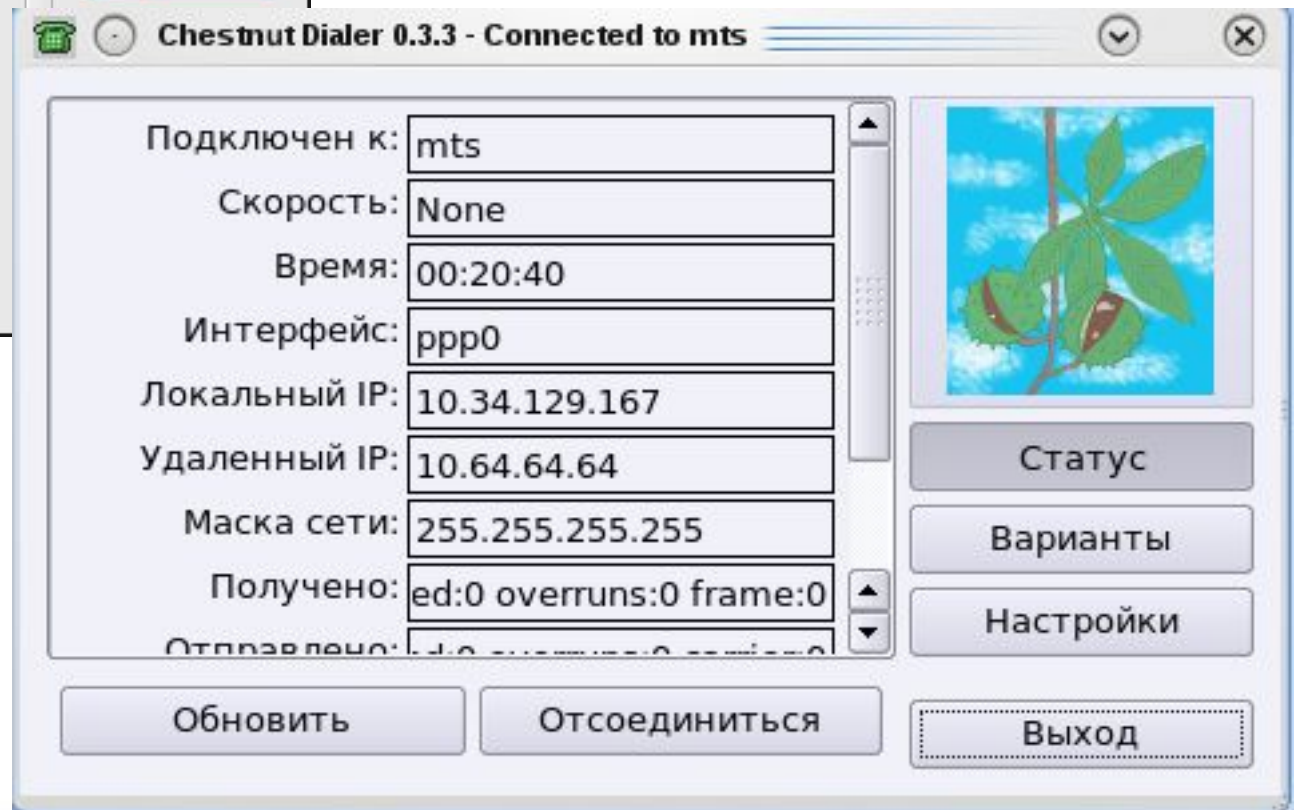 Chestnut Dialer 0.3.3 - Connected to mts
Подключен к: mts
Скорость: None
Время: 00:20:40
Интерфейс: ppp0
Локальный IP: 10.34.129.167
Удаленный IP: 10.64.64.64
Маска сети: 255.255.255.255
Получено: ed:0 overruns:0 frame:0
Отправлено:
Статус
Варианты
Настройки
Обновить
Отсоединиться
Выход